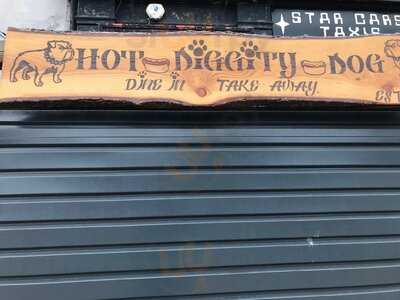 STAR CARS
TAXIS
HOT DIGGITY DOG
DINE IN TAKE AWAY.